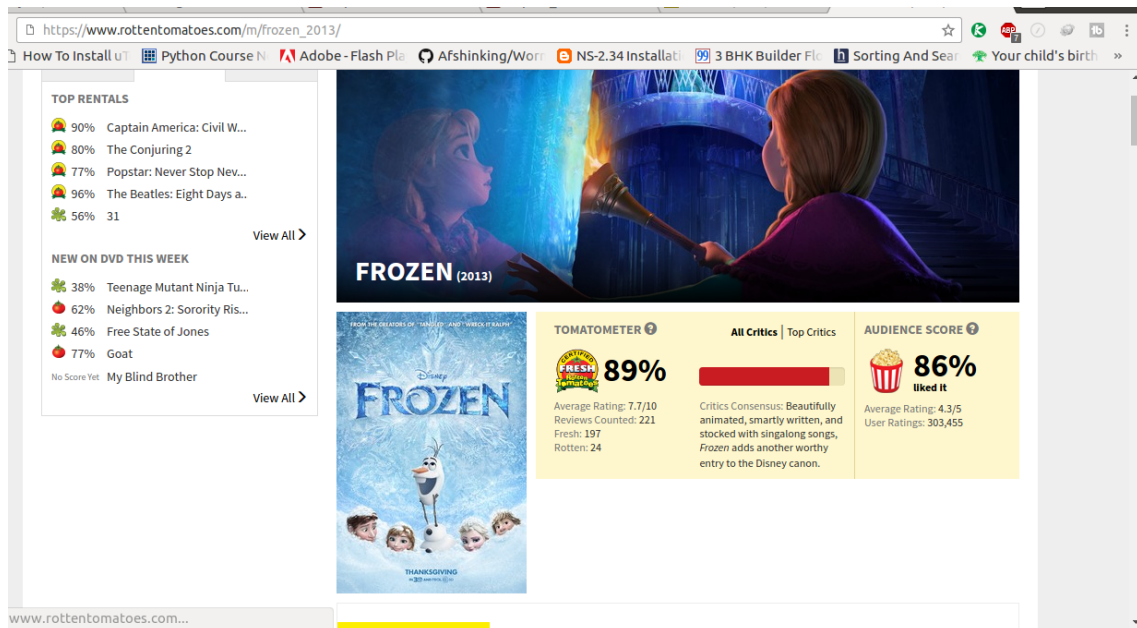 https://www.rottentomatoes.com/m/frozen_2013/
How To Install uT
Python Course N
Adobe - Flash Pla
Afshinking/Worr
NS-2.34 Installati
3 BHK Builder Flo
Sorting And Sear
Your child's birth
»
TOP RENTALS
90% Captain America: Civil W...
80% The Conjuring 2
77% Popstar: Never Stop Nev...
96% The Beatles: Eight Days a..
56% 31
View All
NEW ON DVD THIS WEEK
38% Teenage Mutant Ninja Tu...
62% Neighbors 2: Sorority Ris...
46% Free State of Jones
77% Goat
No Score Yet My Blind Brother
View All
FROZEN (2013)
FROM THE CREATORS OF "TANGLED" AND "WRECK-IT RALPH"
Disney
FROZEN
THANKSGIVING
TOMATOMETER ?
All Critics | Top Critics
CERTIFIED
FRESH
Rotten
Tomatoes
89%
Average Rating: 7.7/10
Reviews Counted: 221
Fresh: 197
Rotten: 24
Critics Consensus: Beautifully
animated, smartly written, and
stocked with singalong songs,
Frozen adds another worthy
entry to the Disney canon.
AUDIENCE SCORE ?
86%
liked it
Average Rating: 4.3/5
User Ratings: 303,455
www.rottentomatoes.com...